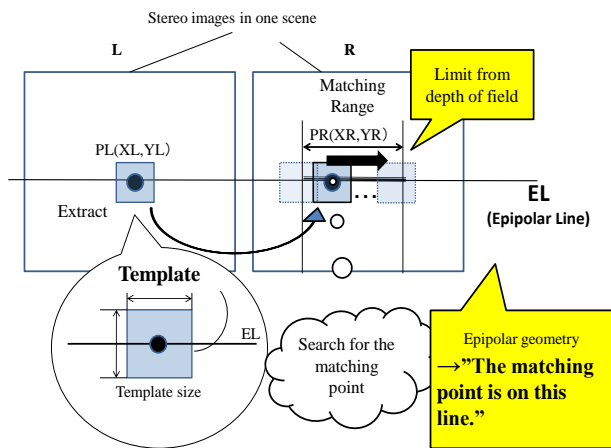 Stereo images in one scene
L
R
Limit from
depth of field
Matching
Range
PL(XL,YL)
PR(XR,YR)
...
EL
(Epipolar Line)
Extract
Template
EL
Template size
Search for the
matching
point
Epipolar geometry
→”The matching
point is on this
line.”